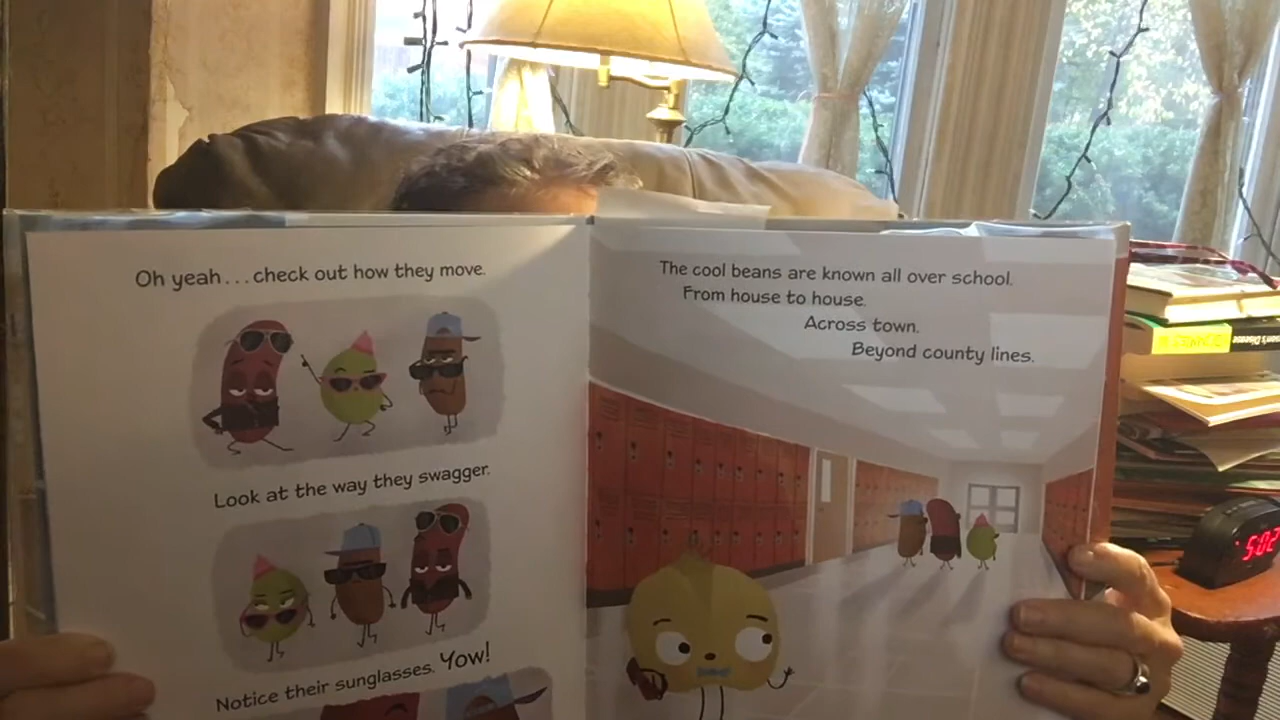 Oh yeah...check out how they move.
Look at the way they swagger.
Notice their sunglasses. Yow!
The cool beans are known all over school.
From house to house.
Across town.
Beyond county lines.
5:02